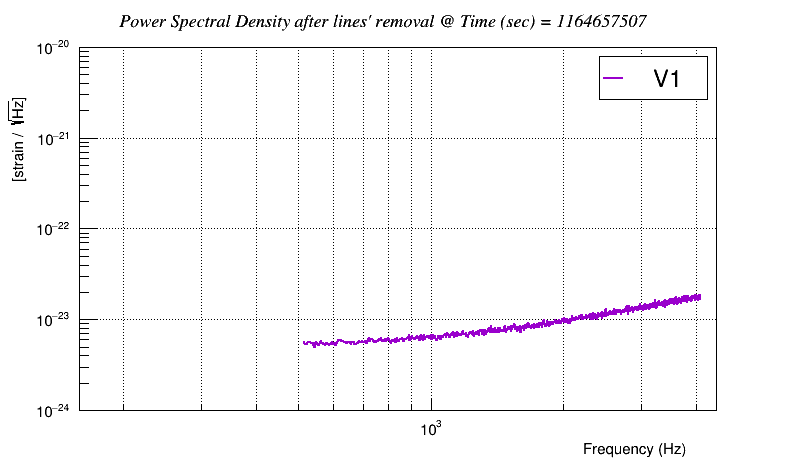 Power Spectral Density after lines' removal @ Time (sec) = 1164657507
V1
[strain / √Hz]
10⁻²⁰
10⁻²¹
10⁻²²
10⁻²³
10⁻²⁴
10³
Frequency (Hz)